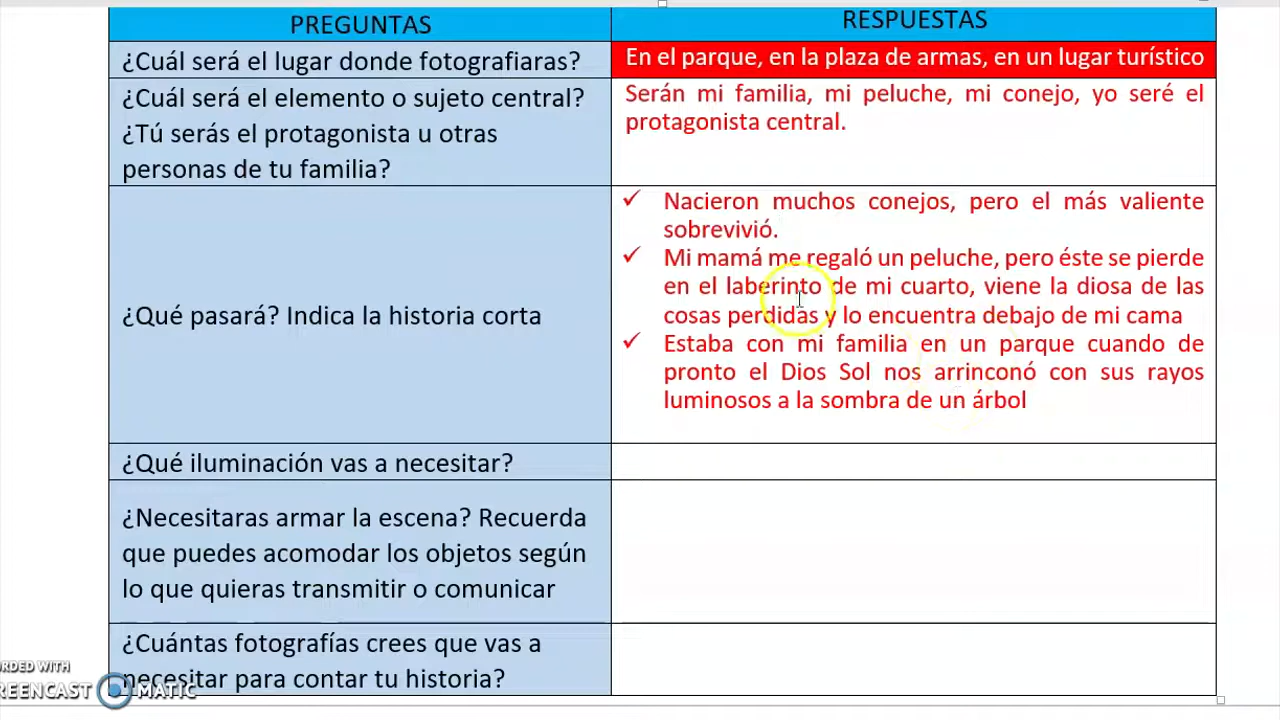 PREGUNTAS
RESPUESTAS
¿Cuál será el lugar donde fotografiaras?
En el parque, en la plaza de armas, en un lugar turístico
¿Cuál será el elemento o sujeto central?
¿Tú serás el protagonista u otras
personas de tu familia?
Serán mi familia, mi peluche, mi conejo, yo seré el
protagonista central.
¿Qué pasará? Indica la historia corta
Nacieron muchos conejos, pero el más valiente
sobrevivió.
Mi mamá me regaló un peluche, pero éste se pierde
en el laberinto de mi cuarto, viene la diosa de las
cosas perdidas y lo encuentra debajo de mi cama
Estaba con mi familia en un parque cuando de
pronto el Dios Sol nos arrinconó con sus rayos
luminosos a la sombra de un árbol
¿Qué iluminación vas a necesitar?
¿Necesitaras armar la escena? Recuerda
que puedes acomodar los objetos según
lo que quieras transmitir o comunicar
¿Cuántas fotografías crees que vas a
necesitar para contar tu historia?
ORDED WITH
REENCAST MATIC